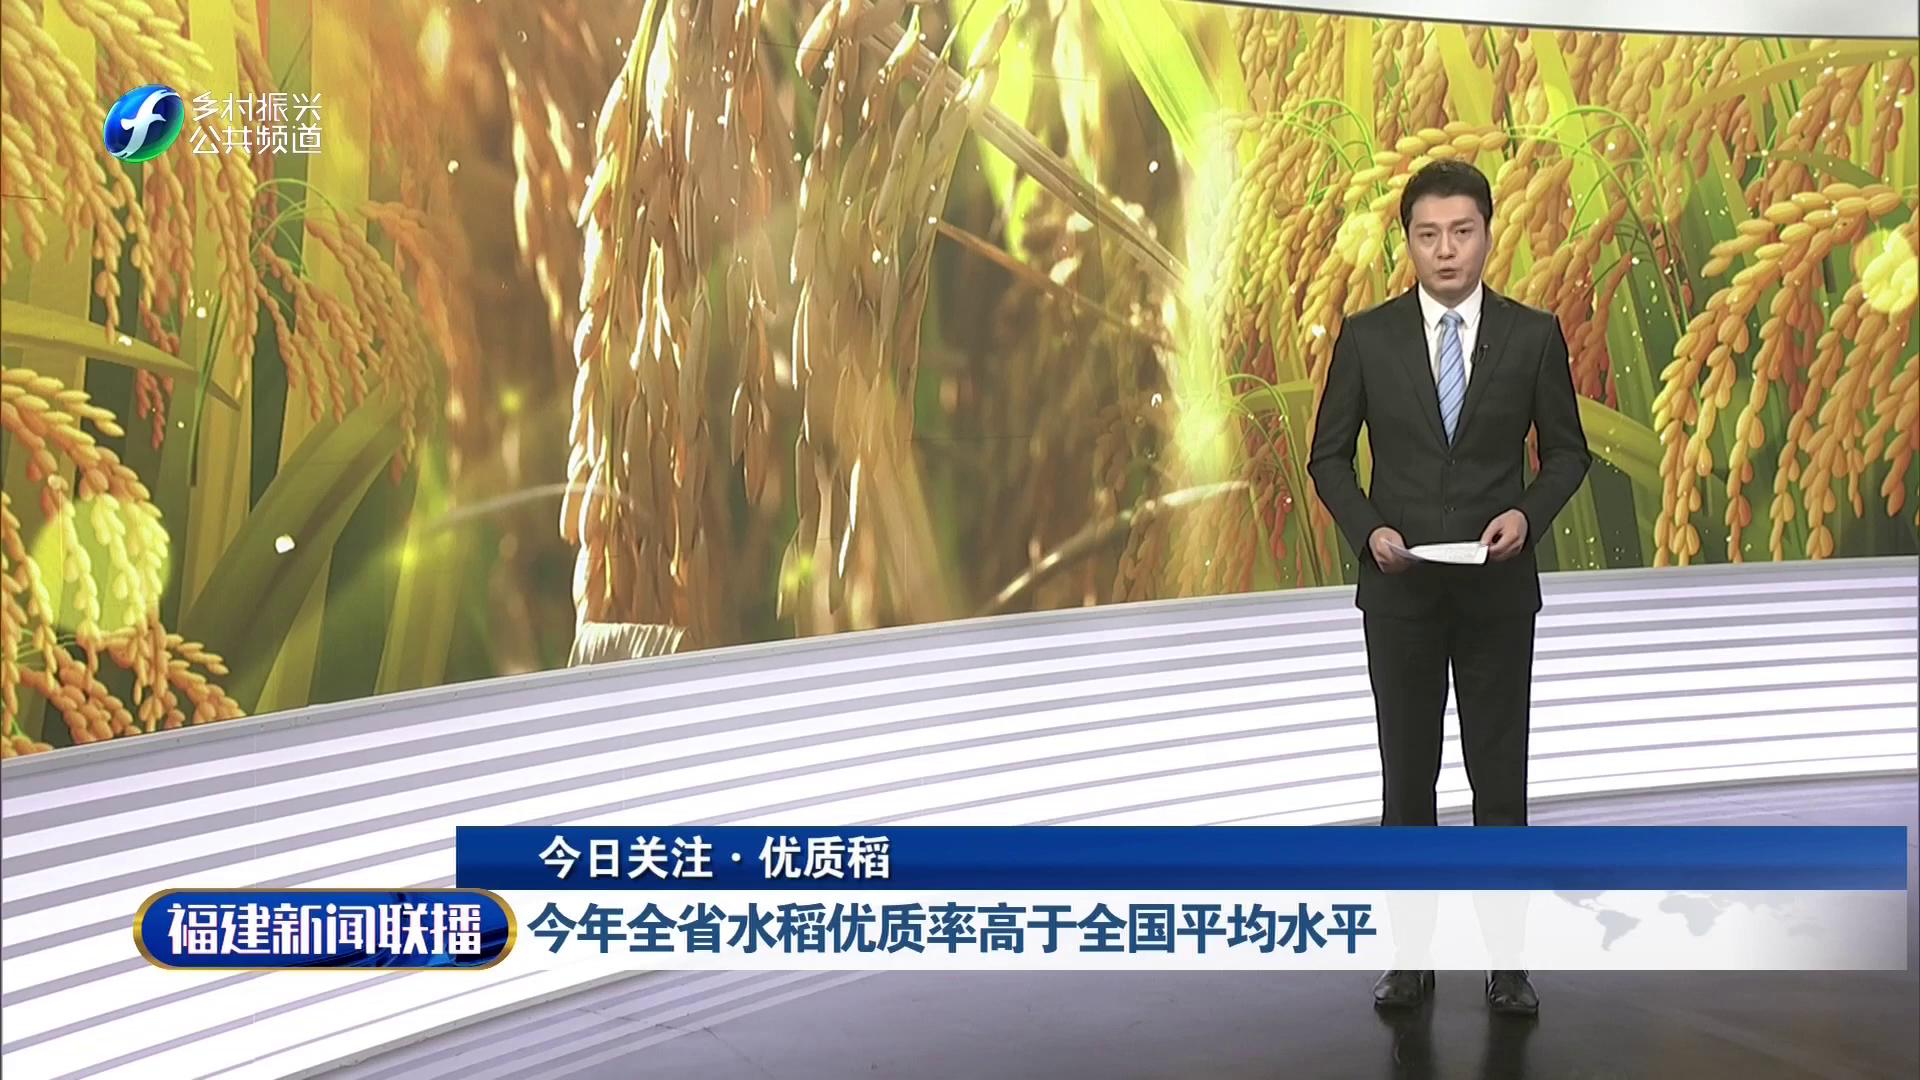 乡村振兴
公共频道
今日关注·优质稻
福建新闻联播
今年全省水稻优质率高于全国平均水平